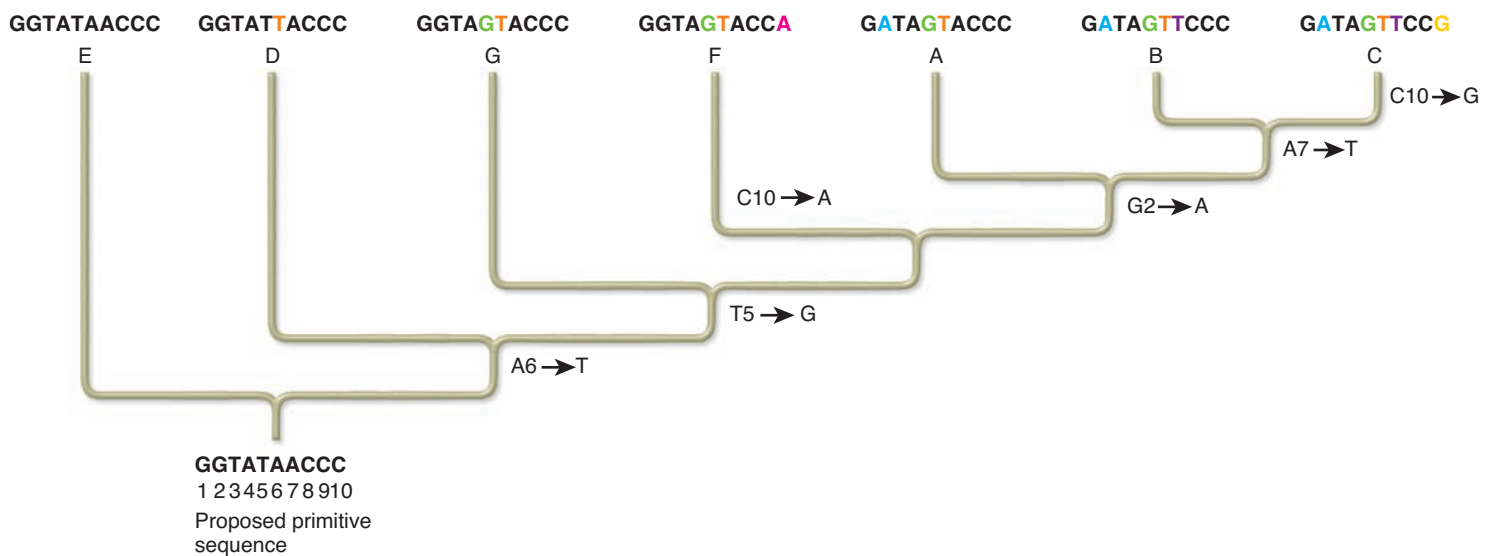 GGTATAACCC GGTATTACCC GGTAGTACCC GGTAGTACCA GATAGTACCC GATAGTTCCC GATAGTTCCG
E D G F A B C
C10 → G
A7 → T
C10 → A
G2 → A
T5 → G
A6 → T
GGTATAACCC
1 2 3 4 5 6 7 8 9 10
Proposed primitive
sequence